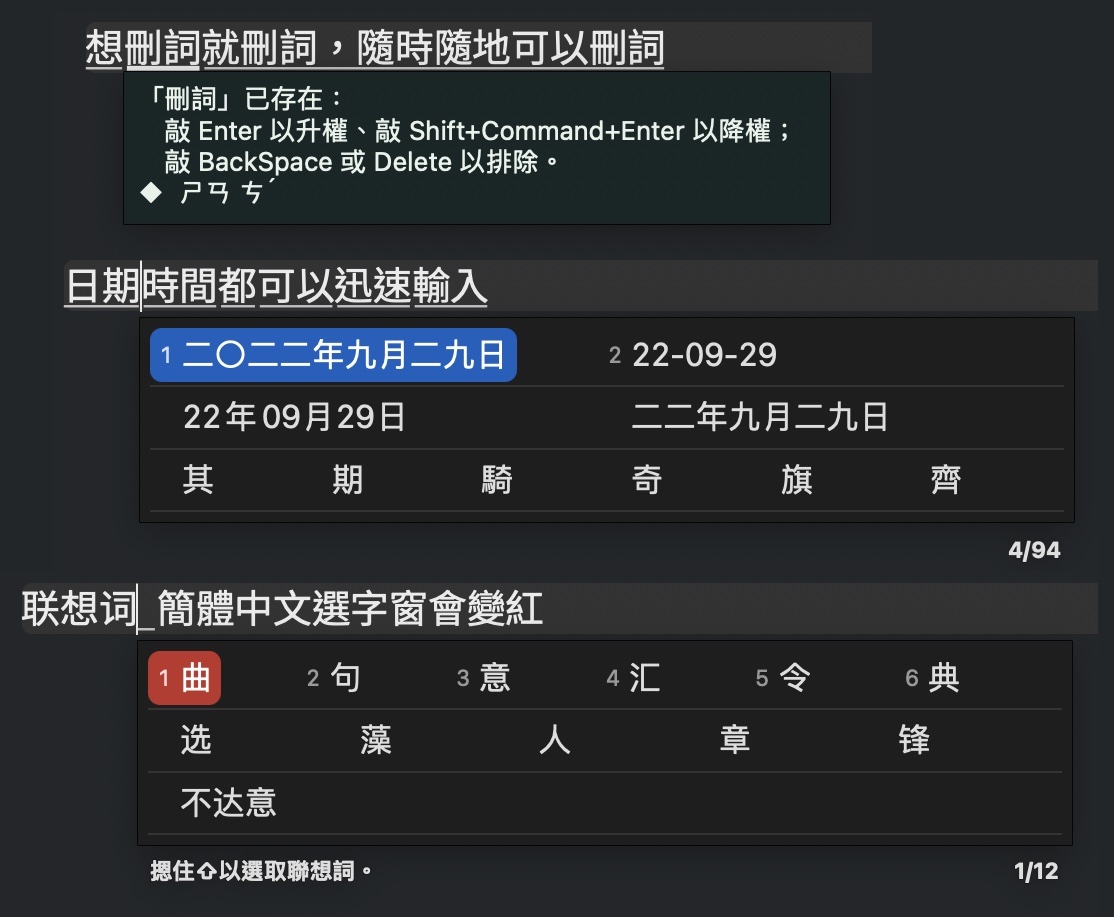 想刪詞就刪詞，隨時隨地可以刪詞
「刪詞」已存在：
敲 Enter 以升權、敲 Shift+Command+Enter 以降權；
敲 BackSpace 或 Delete 以排除。
◆ ㄕㄢ ㄘˊ
日期時間都可以迅速輸入
1 二〇二二年九月二九日 2 22-09-29
22年09月29日 二二年九月二九日
其 期 騎 奇 旗 齊
4/94
联想词_簡體中文選字窗會變紅
1 曲 2 句 3 意 4 汇 5 令 6 典
选 藻 人 章 锋
不达意
摁住⇧以選取聯想詞。 1/12